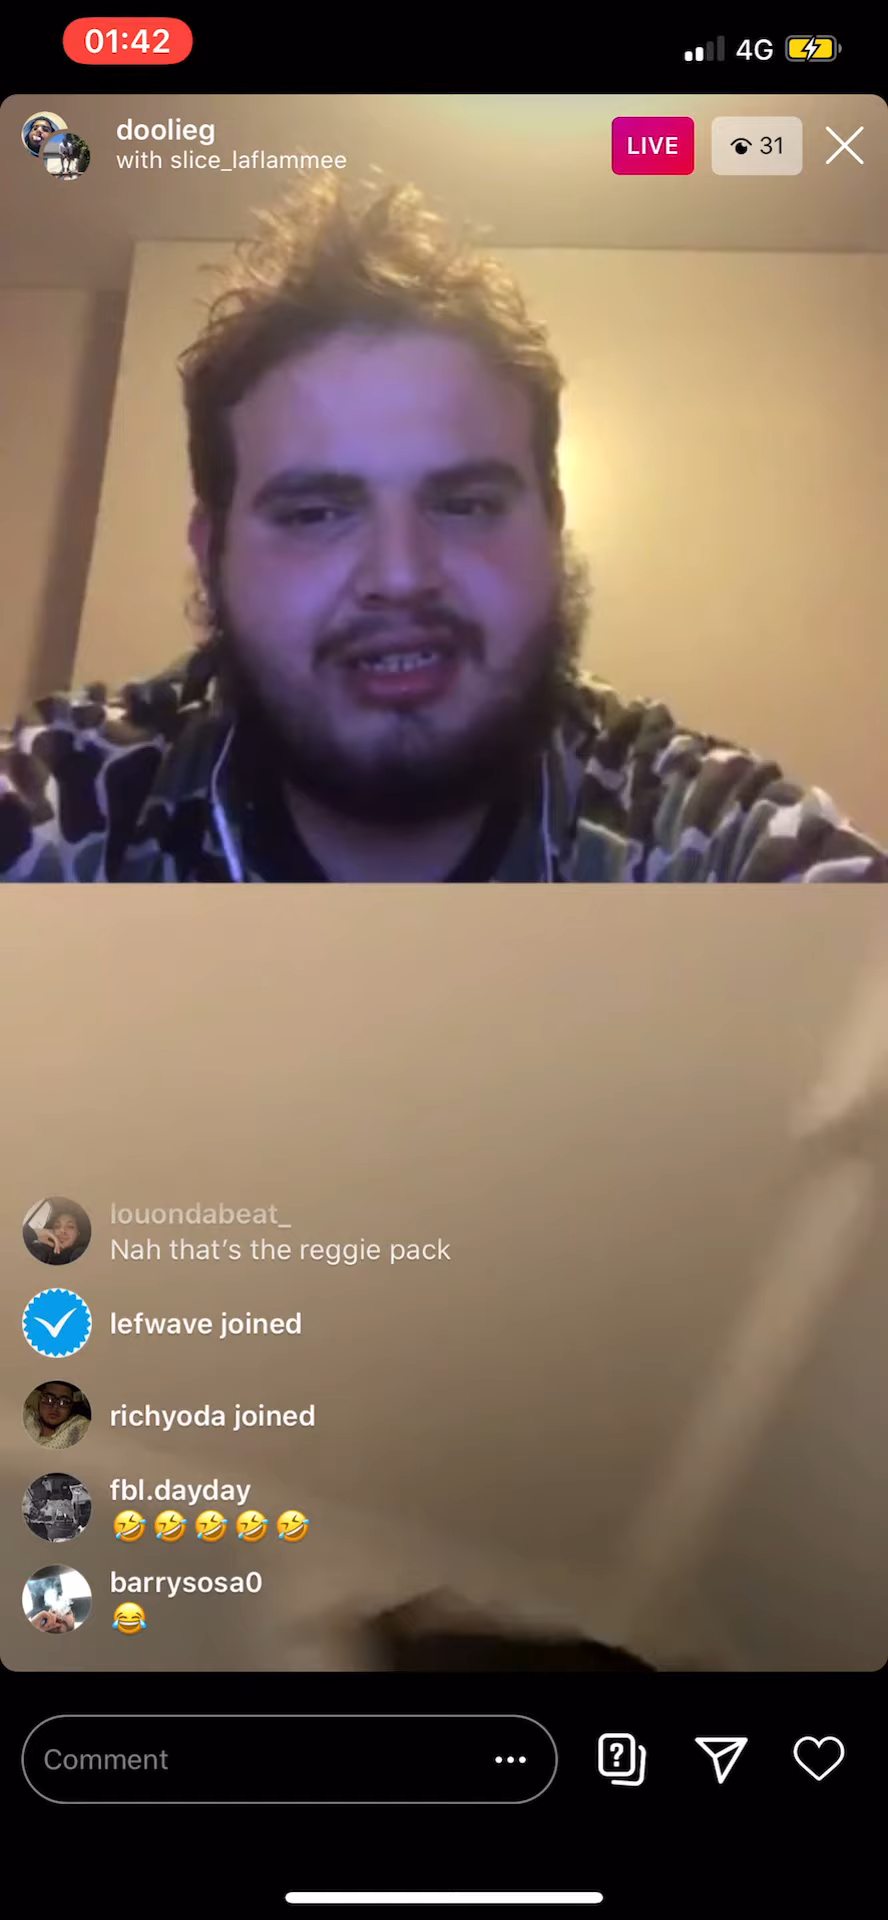 01:42
4G
doolieg
with slice_laflammee
LIVE
31
louondabeat_
Nah that’s the reggie pack
lefwave joined
richyoda joined
fbl.dayday
🤣🤣🤣🤣🤣
barrysosa0
😂
Comment